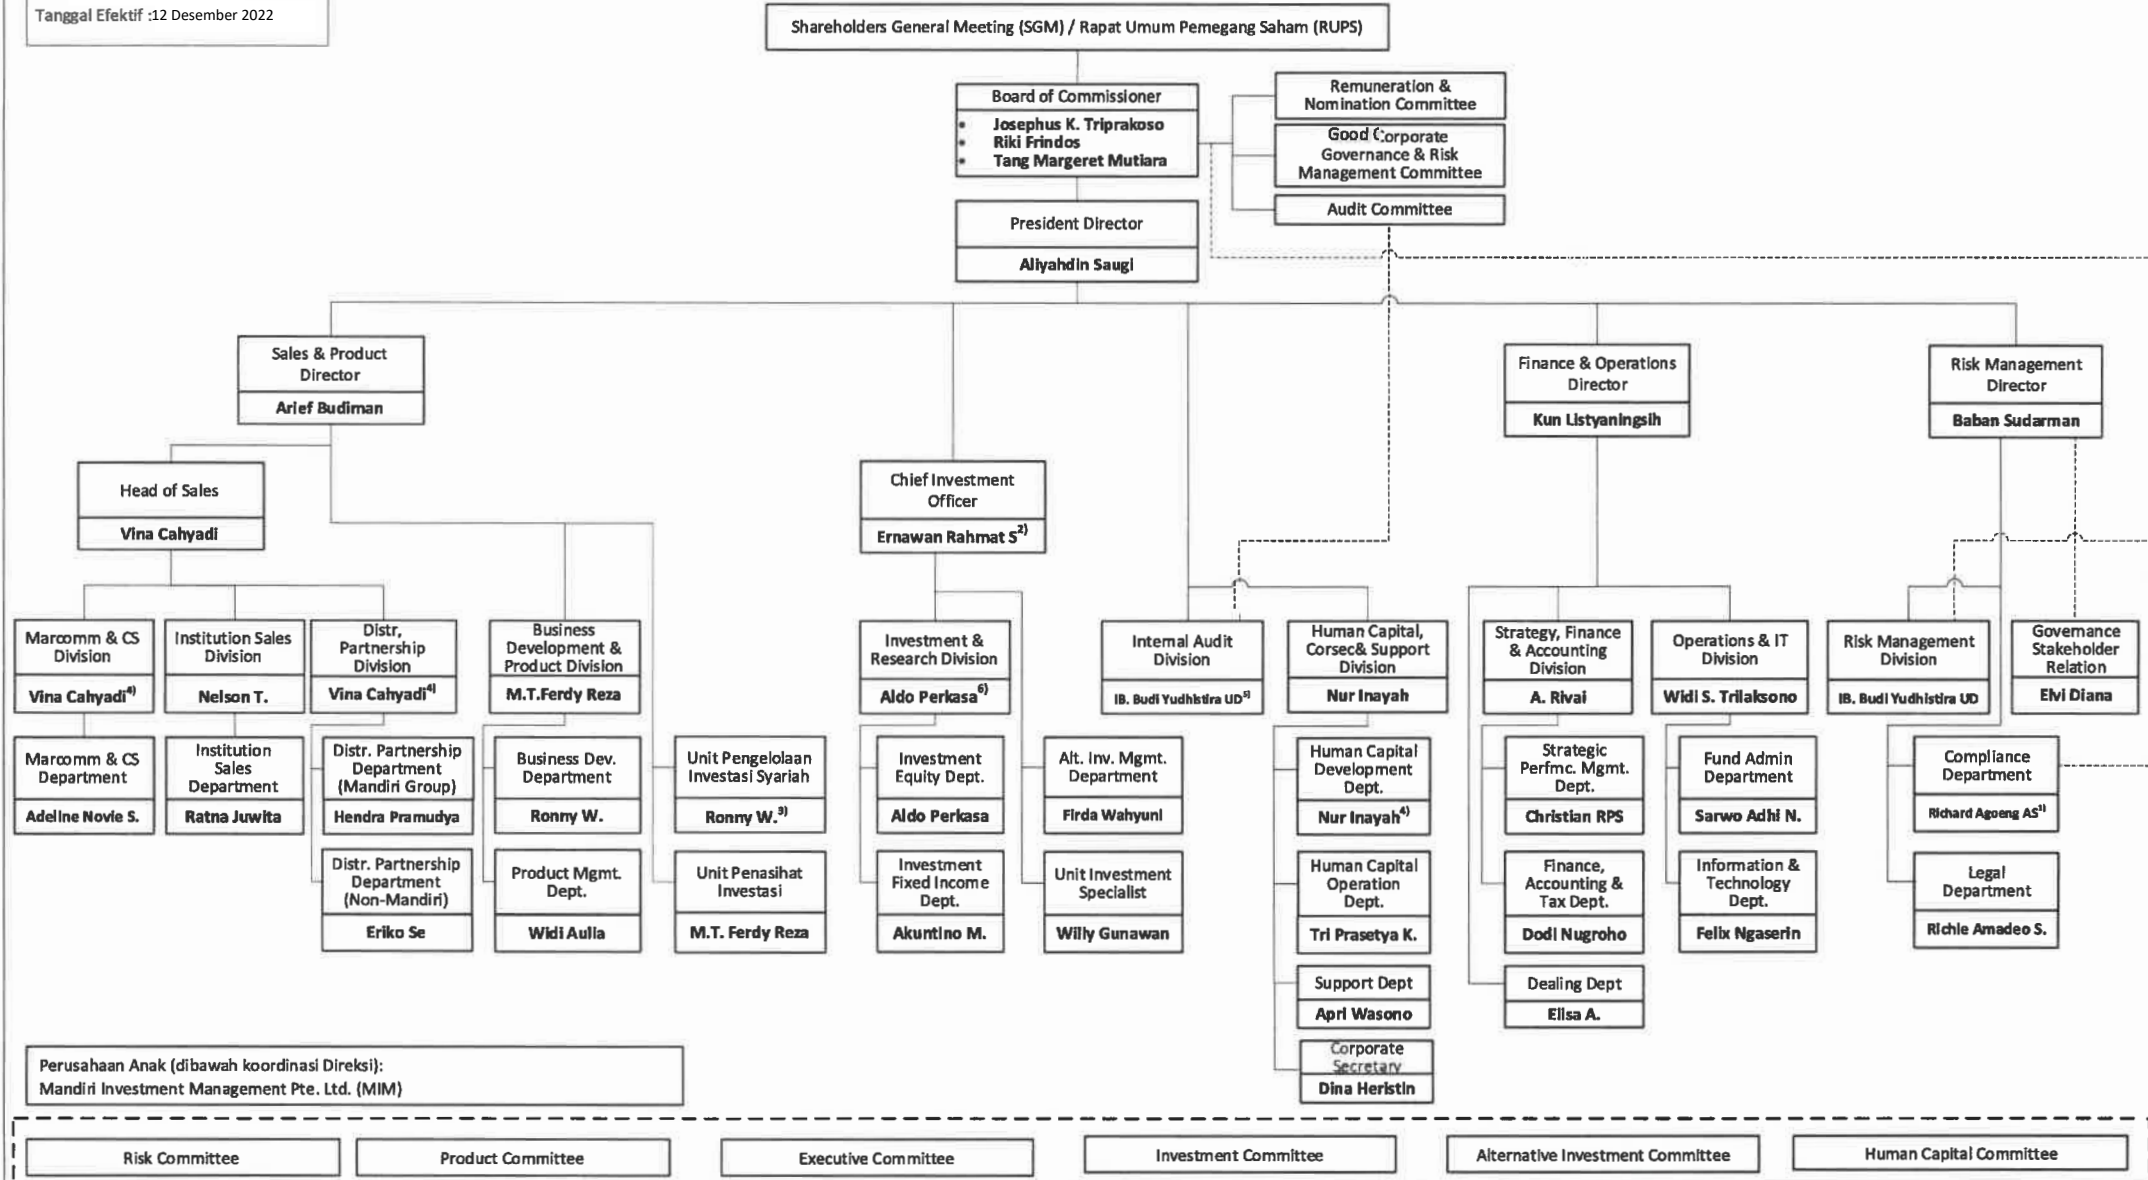 Tanggal Efektif :12 Desember 2022
Shareholders General Meeting (SGM) / Rapat Umum Pemegang Saham (RUPS)
Board of Commissioner
• Josephus K. Triprakoso
• Riki Frindos
• Tang Margeret Mutiara
Remuneration &
Nomination Committee
Good Corporate
Governance & Risk
Management Committee
Audit Committee
President Director
Aliyahdin Saugi
Sales & Product
Director
Arief Budiman
Finance & Operations
Director
Kun Listyaningsih
Risk Management
Director
Baban Sudarman
Head of Sales
Vina Cahyadi
Chief Investment
Officer
Ernawan Rahmat S2)
Marcomm & CS
Division
Vina Cahyadi4)
Institution Sales
Division
Nelson T.
Distr,
Partnership
Division
Vina Cahyadi4)
Business
Development &
Product Division
M.T.Ferdy Reza
Investment &
Research Division
Aldo Perkasa6)
Internal Audit
Division
IB. Budi Yudhistira UD5)
Human Capital,
Corsec& Support
Division
Nur Inayah
Strategy, Finance
& Accounting
Division
A. Rivai
Operations & IT
Division
Widi S. Trilaksono
Risk Management
Division
IB. Budi Yudhistira UD
Governance
Stakeholder
Relation
Elvi Diana
Marcomm & CS
Department
Adeline Novie S.
Institution
Sales
Department
Ratna Juwita
Distr. Partnership
Department
(Mandiri Group)
Hendra Pramudya
Business Dev.
Department
Ronny W.
Unit Pengelolaan
Investasi Syariah
Ronny W.3)
Investment
Equity Dept.
Aldo Perkasa
Alt. Inv. Mgmt.
Department
Firda Wahyuni
Human Capital
Development
Dept.
Nur Inayah4)
Strategic
Perfmc. Mgmt.
Dept.
Christian RPS
Fund Admin
Department
Sarwo Adhi N.
Compliance
Department
Richard Agoeng AS1)
Distr. Partnership
Department
(Non-Mandiri)
Eriko Se
Product Mgmt.
Dept.
Widi Aulia
Unit Penasihat
Investasi
M.T. Ferdy Reza
Investment
Fixed Income
Dept.
Akuntino M.
Unit Investment
Specialist
Willy Gunawan
Human Capital
Operation
Dept.
Tri Prasetya K.
Finance,
Accounting &
Tax Dept.
Dodi Nugroho
Information &
Technology
Dept.
Felix Ngaserin
Legal
Department
Richie Amadeo S.
Support Dept
Apri Wasono
Dealing Dept
Elisa A.
Corporate
Secretary
Dina Heristin
Perusahaan Anak (dibawah koordinasi Direksi):
Mandiri Investment Management Pte. Ltd. (MIM)
Risk Committee
Product Committee
Executive Committee
Investment Committee
Alternative Investment Committee
Human Capital Committee